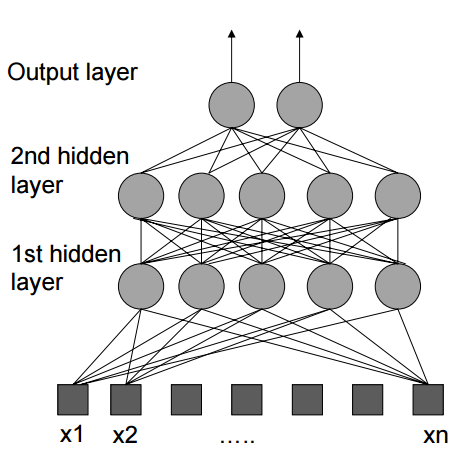 Output layer
2nd hidden
layer
1st hidden
layer
x1 x2 ..... xn